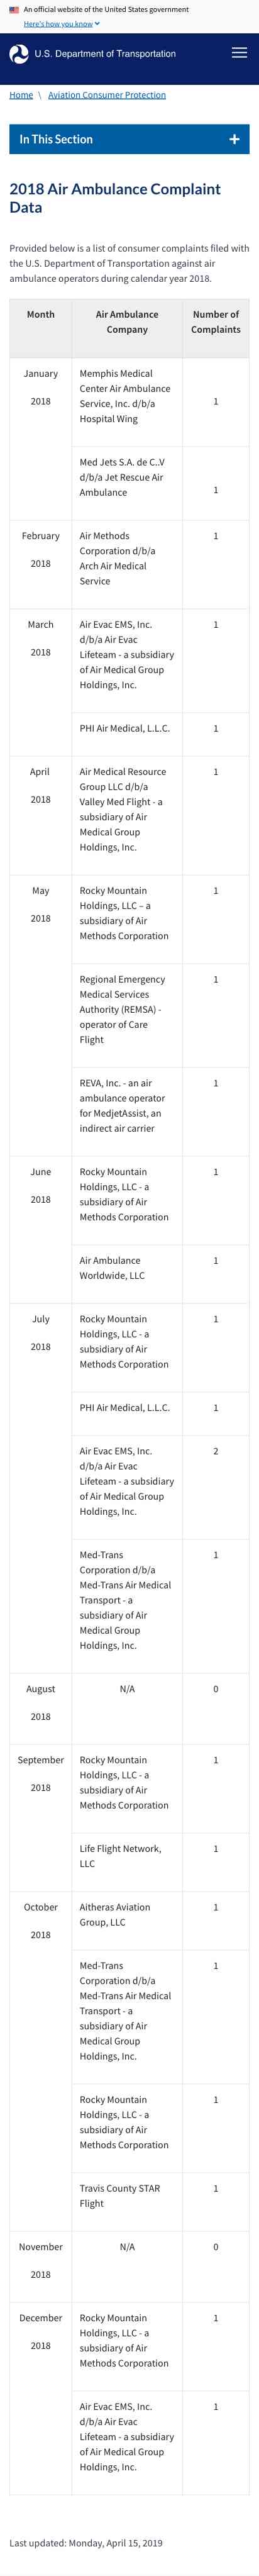 An official website of the United States government
Here's how you know
U.S. Department of Transportation
Home \ Aviation Consumer Protection
In This Section
2018 Air Ambulance Complaint
Data
Provided below is a list of consumer complaints filed with
the U.S. Department of Transportation against air
ambulance operators during calendar year 2018.
Month
Air Ambulance
Company
Number of
Complaints
January
2018
Memphis Medical
Center Air Ambulance
Service, Inc. d/b/a
Hospital Wing
1
Med Jets S.A. de C..V
d/b/a Jet Rescue Air
Ambulance
1
February
2018
Air Methods
Corporation d/b/a
Arch Air Medical
Service
1
March
2018
Air Evac EMS, Inc.
d/b/a Air Evac
Lifeteam - a subsidiary
of Air Medical Group
Holdings, Inc.
1
PHI Air Medical, L.L.C.
1
April
2018
Air Medical Resource
Group LLC d/b/a
Valley Med Flight - a
subsidiary of Air
Medical Group
Holdings, Inc.
1
May
2018
Rocky Mountain
Holdings, LLC – a
subsidiary of Air
Methods Corporation
1
Regional Emergency
Medical Services
Authority (REMSA) -
operator of Care
Flight
1
REVA, Inc. - an air
ambulance operator
for MedjetAssist, an
indirect air carrier
1
June
2018
Rocky Mountain
Holdings, LLC - a
subsidiary of Air
Methods Corporation
1
Air Ambulance
Worldwide, LLC
1
July
2018
Rocky Mountain
Holdings, LLC - a
subsidiary of Air
Methods Corporation
1
PHI Air Medical, L.L.C.
1
Air Evac EMS, Inc.
d/b/a Air Evac
Lifeteam - a subsidiary
of Air Medical Group
Holdings, Inc.
2
Med-Trans
Corporation d/b/a
Med-Trans Air Medical
Transport - a
subsidiary of Air
Medical Group
Holdings, Inc.
1
August
2018
N/A
0
September
2018
Rocky Mountain
Holdings, LLC - a
subsidiary of Air
Methods Corporation
1
Life Flight Network,
LLC
1
October
2018
Aitheras Aviation
Group, LLC
1
Med-Trans
Corporation d/b/a
Med-Trans Air Medical
Transport - a
subsidiary of Air
Medical Group
Holdings, Inc.
1
Rocky Mountain
Holdings, LLC - a
subsidiary of Air
Methods Corporation
1
Travis County STAR
Flight
1
November
2018
N/A
0
December
2018
Rocky Mountain
Holdings, LLC - a
subsidiary of Air
Methods Corporation
1
Air Evac EMS, Inc.
d/b/a Air Evac
Lifeteam - a subsidiary
of Air Medical Group
Holdings, Inc.
1
Last updated: Monday, April 15, 2019